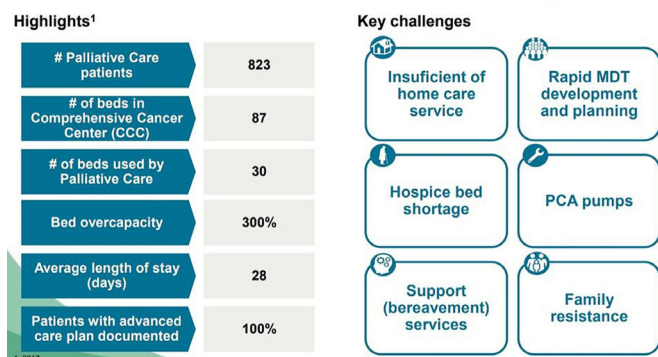 Highlights¹
# Palliative Care
patients
823
# of beds in
Comprehensive Cancer
Center (CCC)
87
# of beds used by
Palliative Care
30
Bed overcapacity
300%
Average length of stay
(days)
28
Patients with advanced
care plan documented
100%
Key challenges
Insuficient of
home care
service
Rapid MDT
development
and planning
Hospice bed
shortage
PCA pumps
Support
(bereavement)
services
Family
resistance